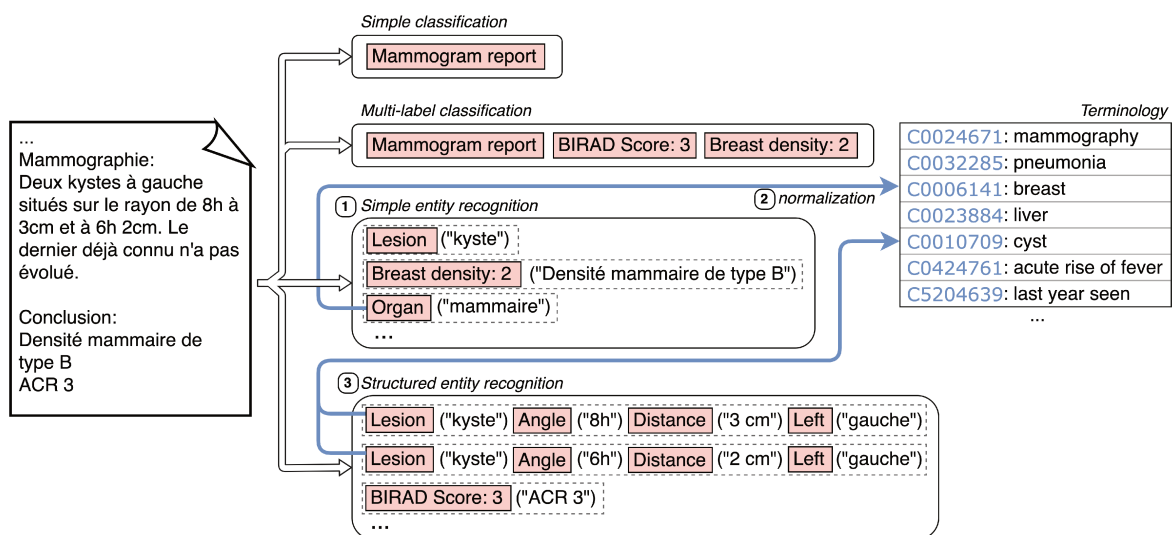 ...
Mammographie:
Deux kystes à gauche
situés sur le rayon de 8h à
3cm et à 6h 2cm. Le
dernier déjà connu n'a pas
évolué.
Conclusion:
Densité mammaire de
type B
ACR 3
Simple classification
Mammogram report
Multi-label classification
Mammogram report BIRAD Score: 3 Breast density: 2
1 Simple entity recognition
Lesion ("kyste")
Breast density: 2 ("Densité mammaire de type B")
Organ ("mammaire")
...
2 normalization
3 Structured entity recognition
Lesion ("kyste") Angle ("8h") Distance ("3 cm") Left ("gauche")
Lesion ("kyste") Angle ("6h") Distance ("2 cm") Left ("gauche")
BIRAD Score: 3 ("ACR 3")
...
Terminology
C0024671: mammography
C0032285: pneumonia
C0006141: breast
C0023884: liver
C0010709: cyst
C0424761: acute rise of fever
C5204639: last year seen
...